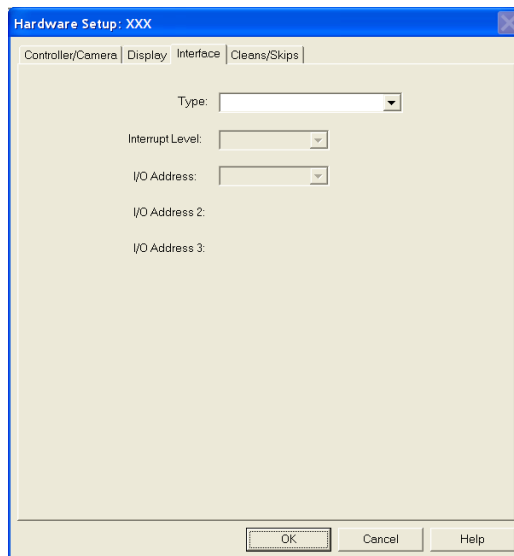 Hardware Setup: XXX
Controller/Camera Display Interface Cleans/Skips
Type:
Interrupt Level:
I/O Address:
I/O Address 2:
I/O Address 3:
OK Cancel Help